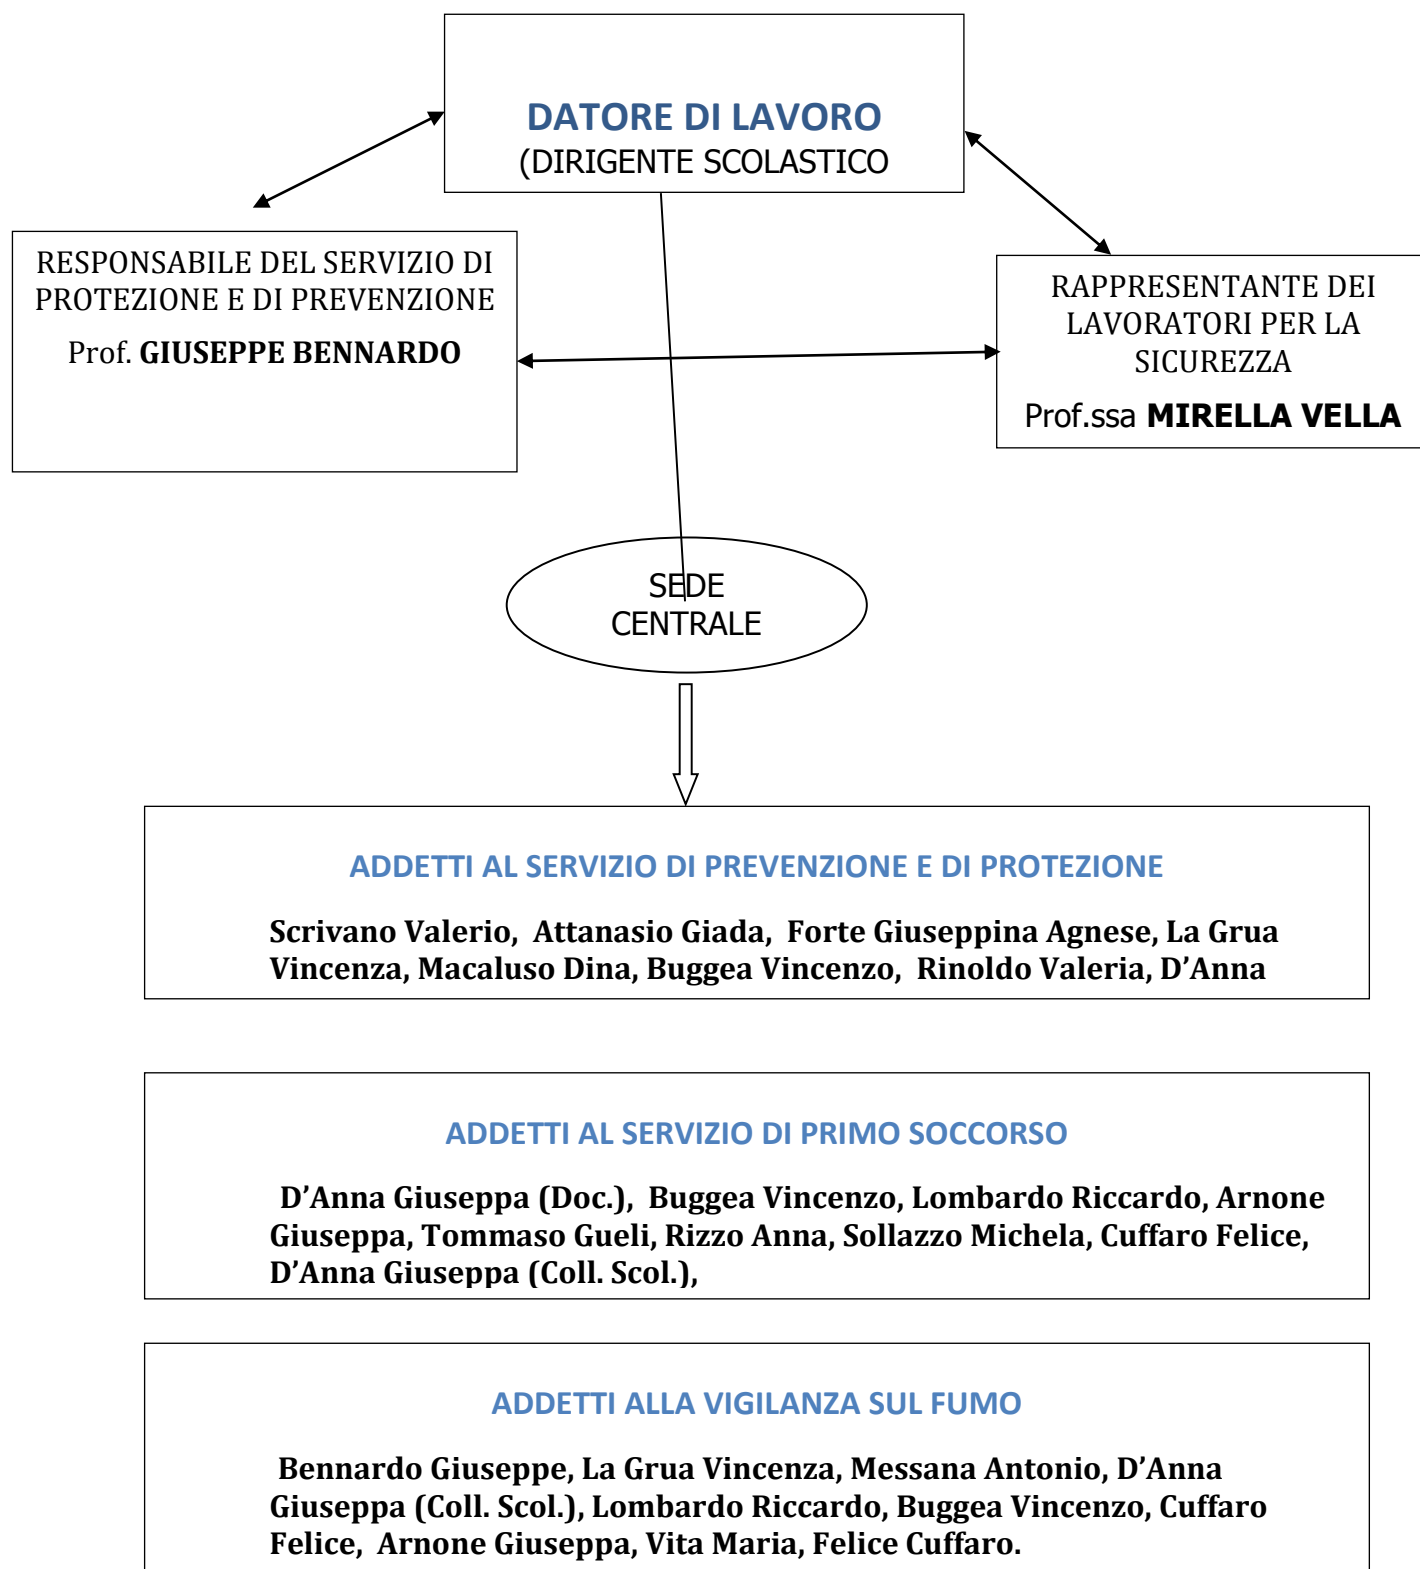 DATORE DI LAVORO
(DIRIGENTE SCOLASTICO
RESPONSABILE DEL SERVIZIO DI
PROTEZIONE E DI PREVENZIONE
Prof. GIUSEPPE BENNARDO
RAPPRESENTANTE DEI
LAVORATORI PER LA
SICUREZZA
Prof.ssa MIRELLA VELLA
SEDE
CENTRALE
ADDETTI AL SERVIZIO DI PREVENZIONE E DI PROTEZIONE
Scrivano Valerio, Attanasio Giada, Forte Giuseppina Agnese, La Grua
Vincenza, Macaluso Dina, Buggea Vincenzo, Rinoldo Valeria, D’Anna
ADDETTI AL SERVIZIO DI PRIMO SOCCORSO
D’Anna Giuseppa (Doc.), Buggea Vincenzo, Lombardo Riccardo, Arnone
Giuseppa, Tommaso Gueli, Rizzo Anna, Sollazzo Michela, Cuffaro Felice,
D’Anna Giuseppa (Coll. Scol.),
ADDETTI ALLA VIGILANZA SUL FUMO
Bennardo Giuseppe, La Grua Vincenza, Messana Antonio, D’Anna
Giuseppa (Coll. Scol.), Lombardo Riccardo, Buggea Vincenzo, Cuffaro
Felice, Arnone Giuseppa, Vita Maria, Felice Cuffaro.